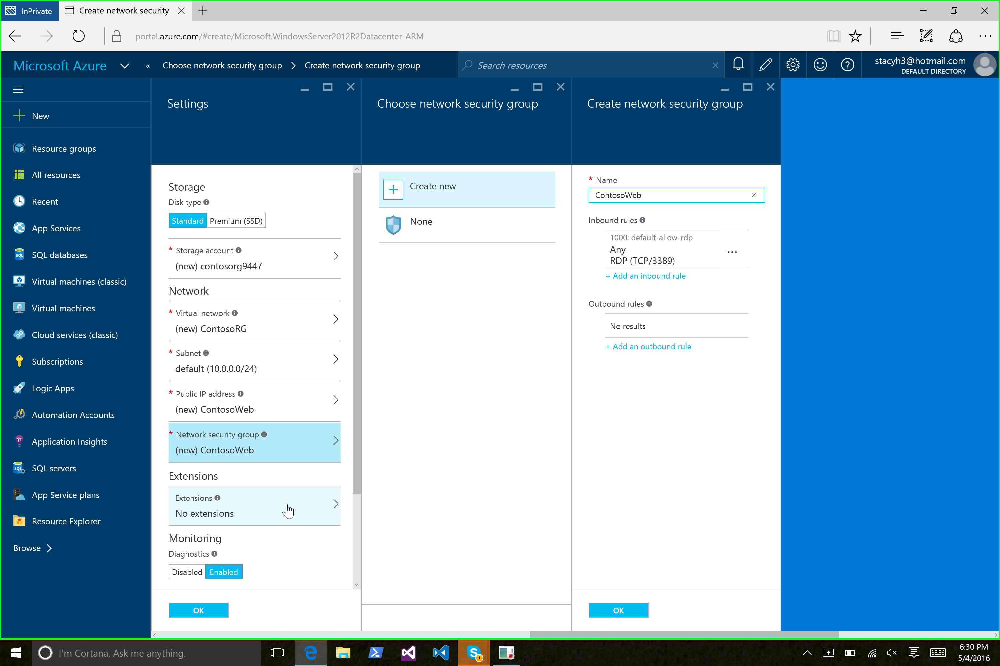 InPrivate
Create network security
portal.azure.com/#create/Microsoft.WindowsServer2012R2Datacenter-ARM
Microsoft Azure
«
Choose network security group
Create network security group
Search resources
stacyh3@hotmail.com
DEFAULT DIRECTORY
New
Resource groups
All resources
Recent
App Services
SQL databases
Virtual machines (classic)
Virtual machines
Cloud services (classic)
Subscriptions
Logic Apps
Automation Accounts
Application Insights
SQL servers
App Service plans
Resource Explorer
Browse
Settings
Storage
Disk type
Standard
Premium (SSD)
* Storage account
(new) contosorg9447
Network
* Virtual network
(new) ContosoRG
* Subnet
default (10.0.0.0/24)
* Public IP address
(new) ContosoWeb
* Network security group
(new) ContosoWeb
Extensions
Extensions
No extensions
Monitoring
Diagnostics
Disabled
Enabled
OK
Choose network security group
Create new
None
Create network security group
* Name
ContosoWeb
Inbound rules
1000: default-allow-rdp
Any
RDP (TCP/3389)
...
+ Add an inbound rule
Outbound rules
No results
+ Add an outbound rule
OK
I'm Cortana. Ask me anything.
1
6:30 PM
5/4/2016